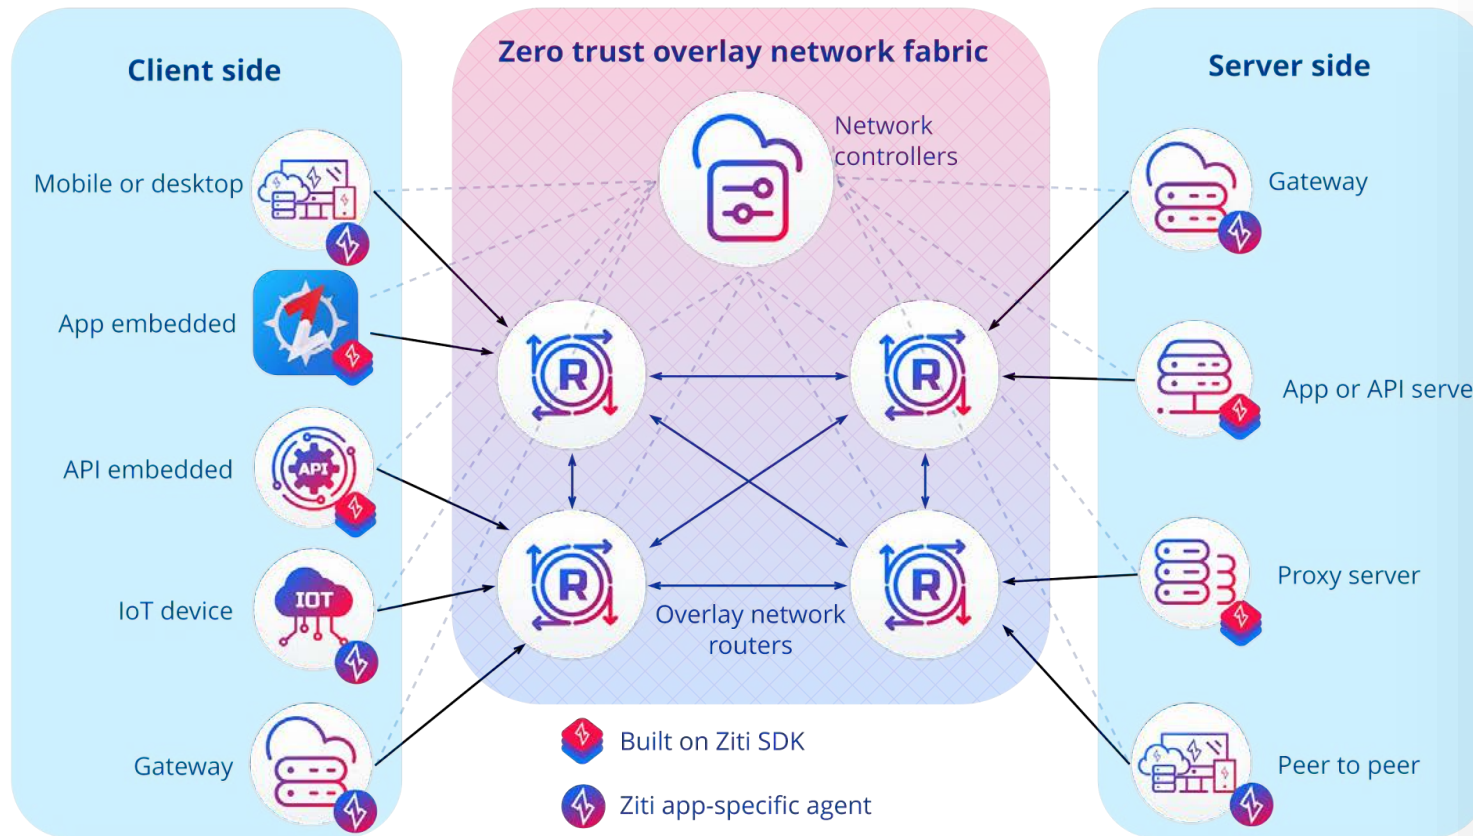 Client side
Zero trust overlay network fabric
Server side
Network
controllers
Mobile or desktop
Gateway
App embedded
R
R
App or API serve
API embedded
API
IoT device
IOT
R
R
Proxy server
Overlay network
routers
Gateway
Built on Ziti SDK
Peer to peer
Ziti app-specific agent